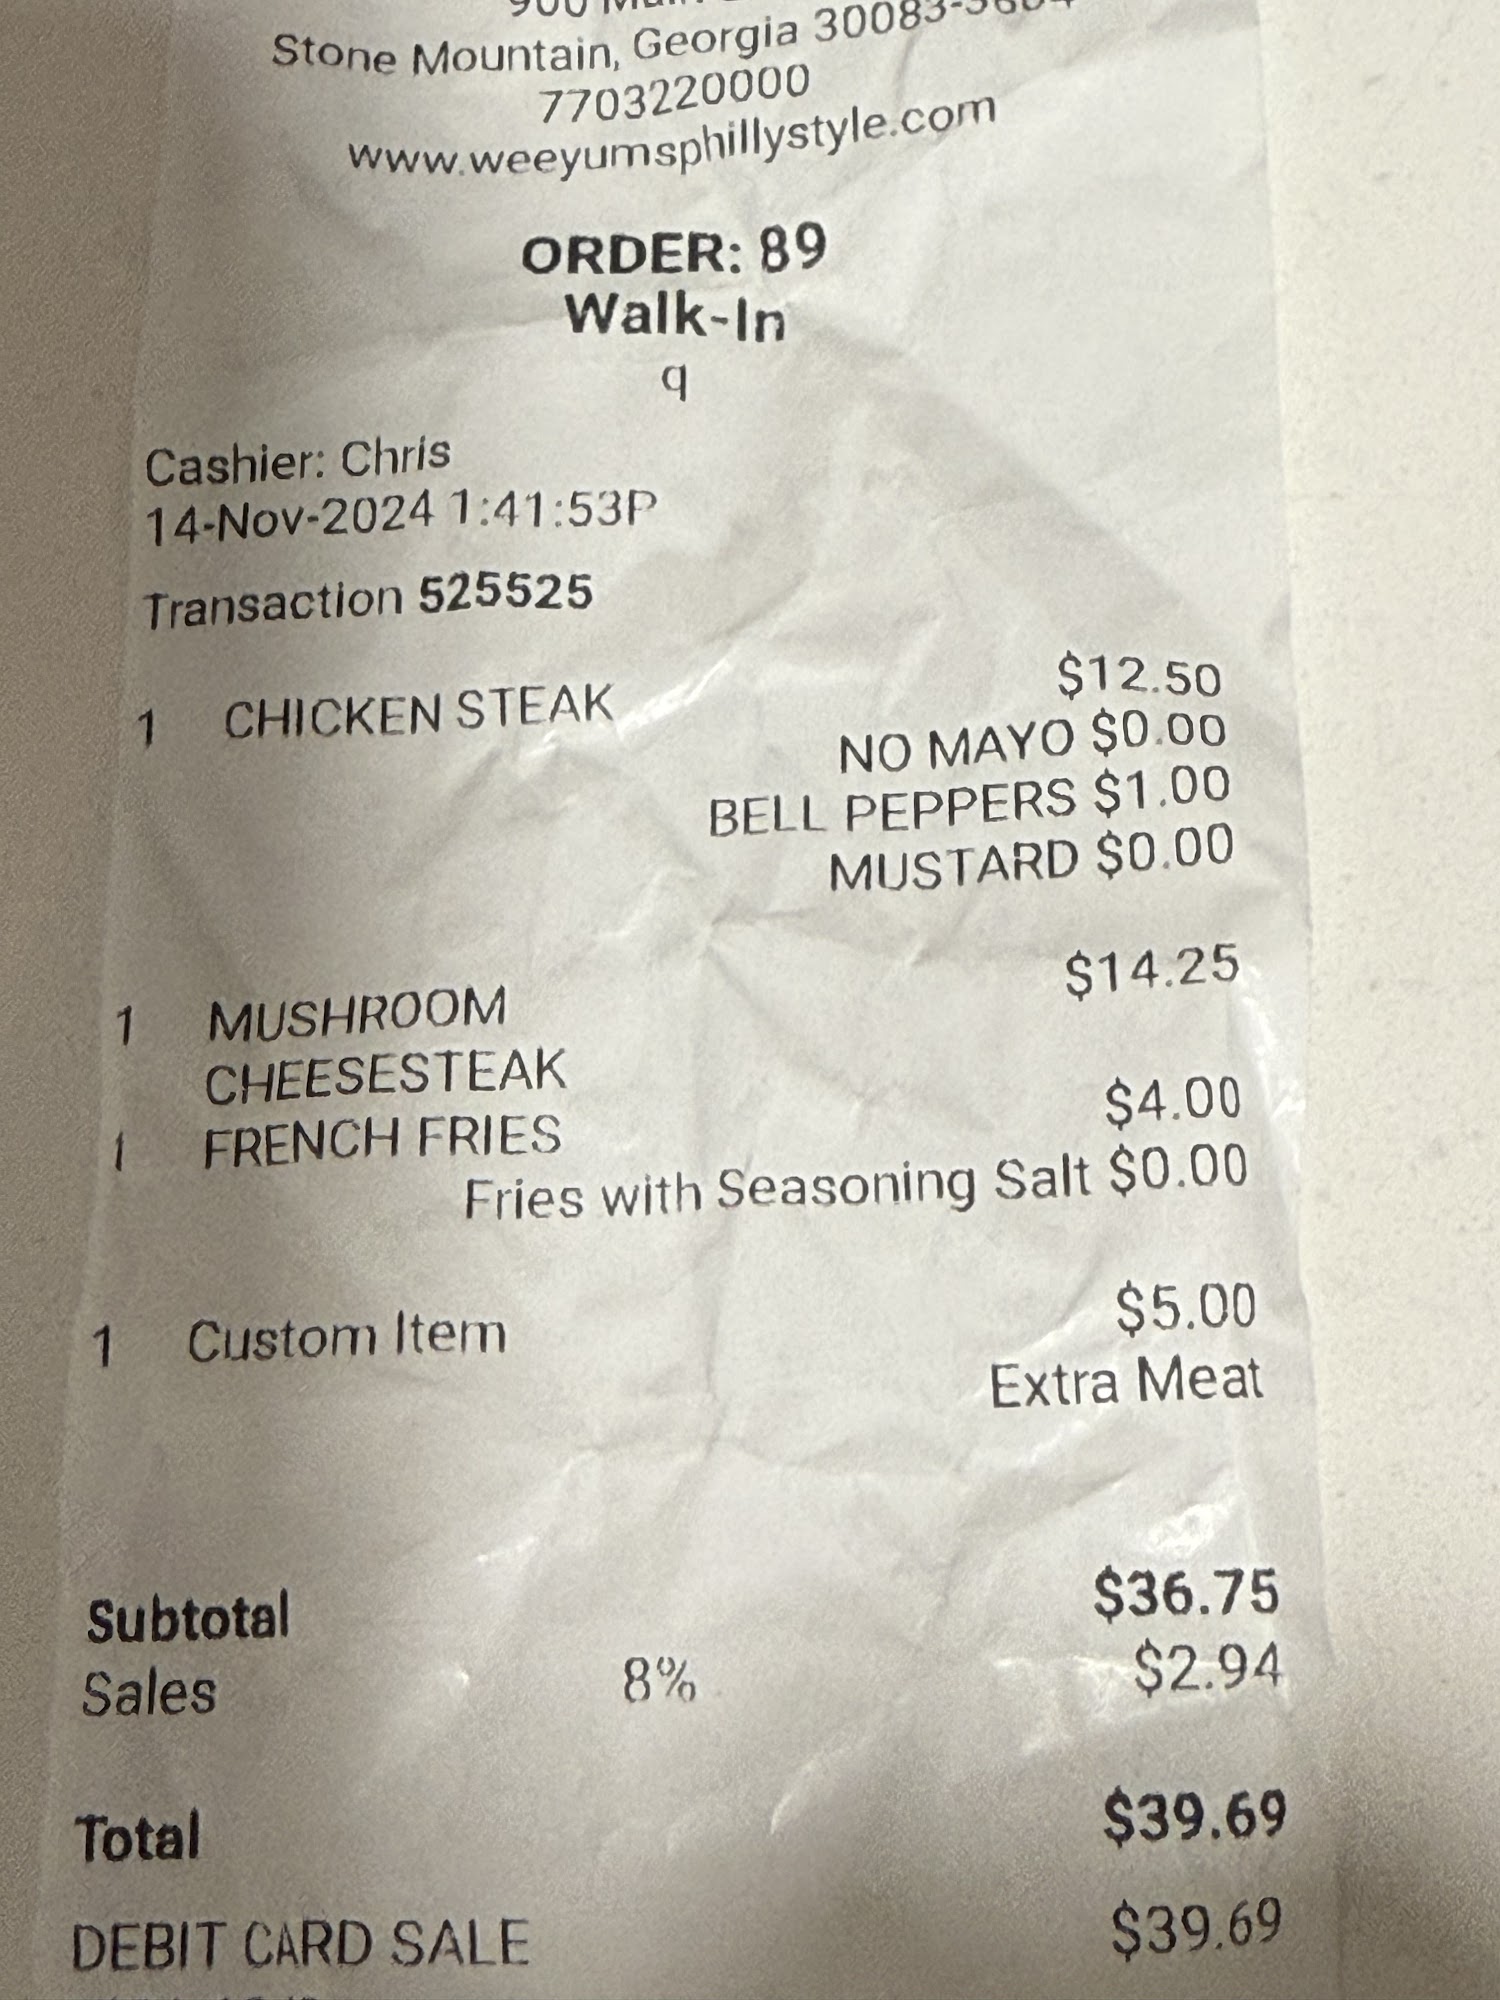 Stone Mountain, Georgia
7703220000
www.weeyumsphillystyle.com
ORDER: 89
Walk-In
q
Cashier: Chris
14-Nov-2024 1:41:53P
Transaction 525525
1 CHICKEN STEAK $12.50
NO MAYO $0.00
BELL PEPPERS $1.00
MUSTARD $0.00
1 MUSHROOM $14.25
CHEESESTEAK
1 FRENCH FRIES $4.00
Fries with Seasoning Salt $0.00
1 Custom Item $5.00
Extra Meat
Subtotal $36.75
Sales 8% $2.94
Total $39.69
DEBIT CARD SALE $39.69